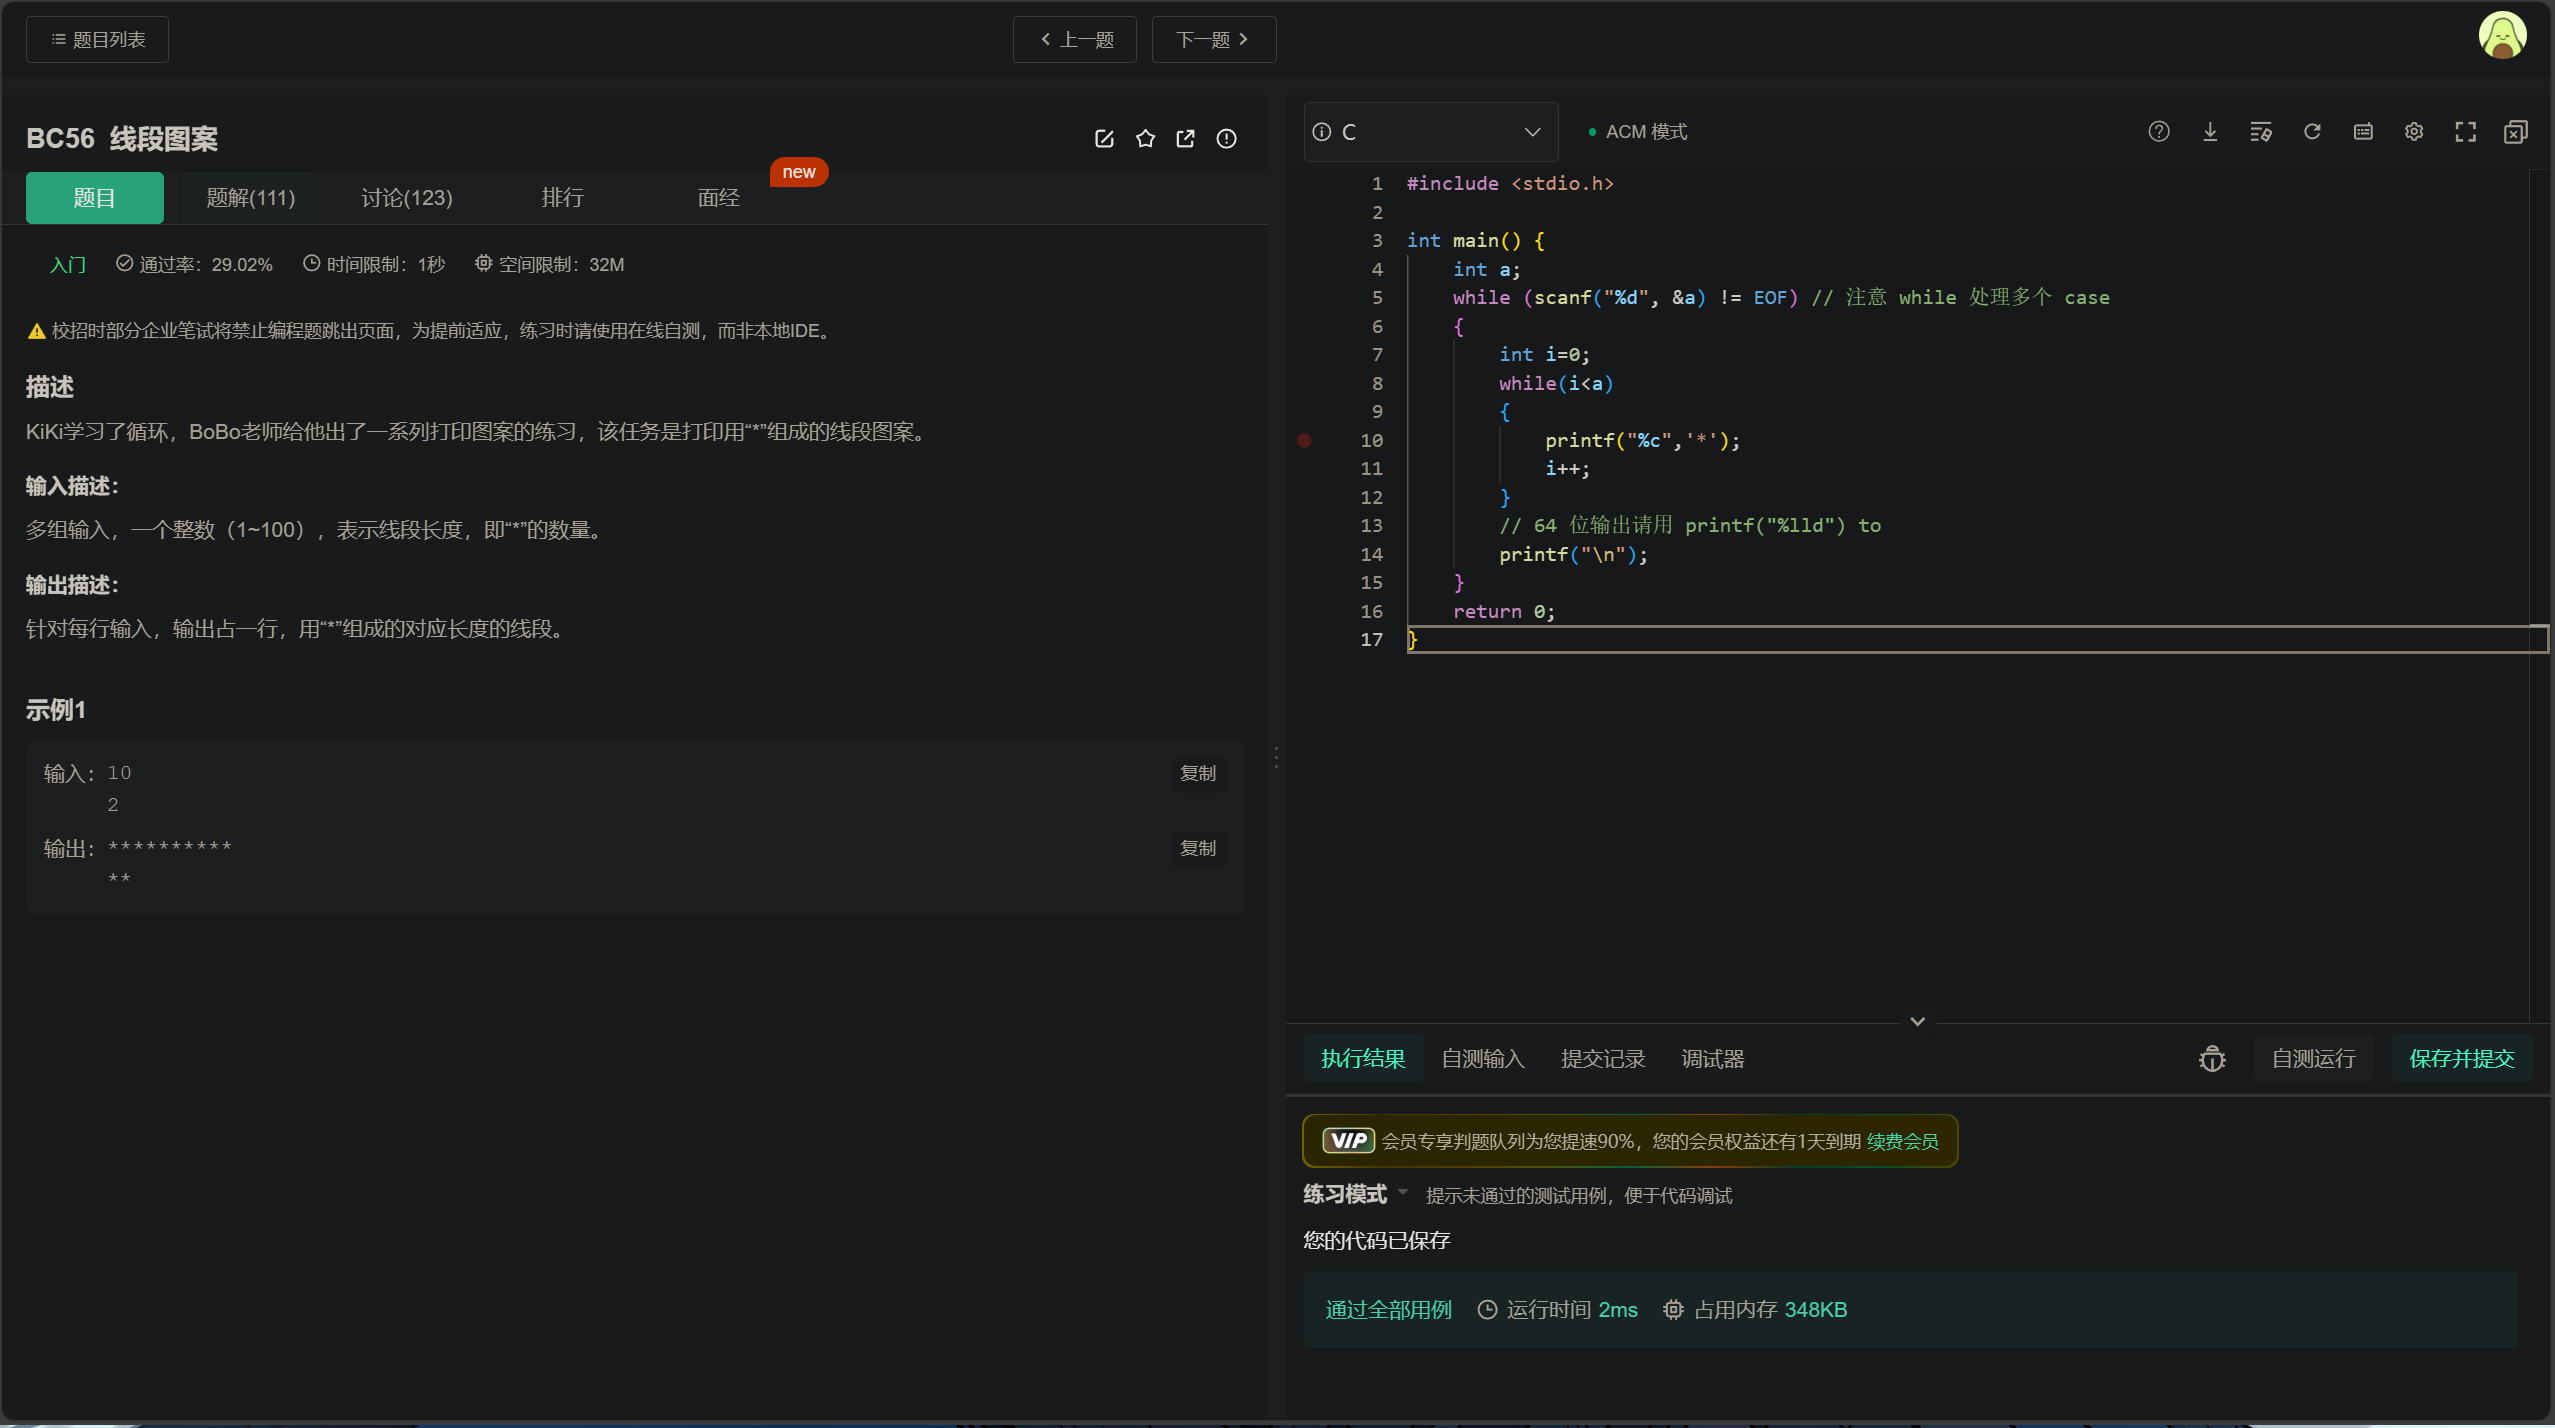 题目列表
上一题
下一题
BC56 线段图案
new
题目
题解(111)
讨论(123)
排行
面经
入门
通过率：29.02%
时间限制：1秒
空间限制：32M
校招时部分企业笔试将禁止编程题跳出页面，为提前适应，练习时请使用在线自测，而非本地IDE。
描述
KiKi学习了循环，BoBo老师给他出了一系列打印图案的练习，该任务是打印用“*”组成的线段图案。
输入描述：
多组输入，一个整数（1~100），表示线段长度，即“*”的数量。
输出描述：
针对每行输入，输出占一行，用“*”组成的对应长度的线段。
示例1
输入：10
2
复制
输出：**********
**
复制
C
ACM 模式
1 #include <stdio.h>
2
3 int main() {
4     int a;
5     while (scanf("%d", &a) != EOF) // 注意 while 处理多个 case
6     {
7         int i=0;
8         while(i<a)
9         {
10             printf("%c",'*');
11             i++;
12         }
13         // 64 位输出请用 printf("%lld") to
14         printf("\n");
15     }
16     return 0;
17 }
执行结果
自测输入
提交记录
调试器
自测运行
保存并提交
VIP 会员专享判题队列为您提速90%，您的会员权益还有1天到期 续费会员
练习模式 提示未通过的测试用例，便于代码调试
您的代码已保存
通过全部用例 运行时间 2ms 占用内存 348KB